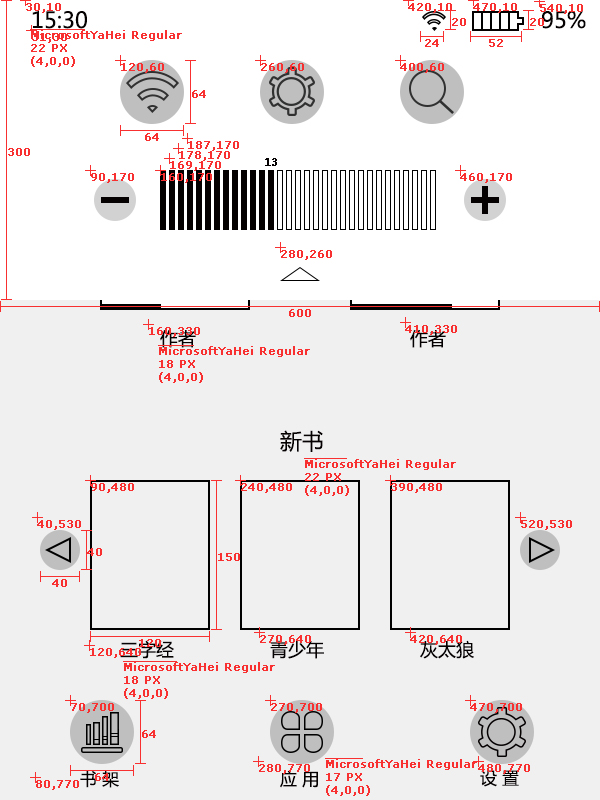 30,10
420,10
470,10
540,10
15:30
20
20
95%
31,60
MicrosoftYaHei Regular
22 PX
(4,0,0)
24
52
120,60
260,60
400,60
64
64
187,170
178,170
169,170
160,170
13
300
90,170
460,170
280,260
600
160,330
410,330
作者
作者
MicrosoftYaHei Regular
18 PX
(4,0,0)
新书
MicrosoftYaHei Regular
22 PX
(4,0,0)
90,480
240,480
390,480
40,530
520,530
40
150
40
120
120,640
270,640
420,640
三字经
青少年
灰太狼
MicrosoftYaHei Regular
18 PX
(4,0,0)
70,700
270,700
470,700
64
64
80,770
280,770
480,770
书架
应用
设置
MicrosoftYaHei Regular
17 PX
(4,0,0)